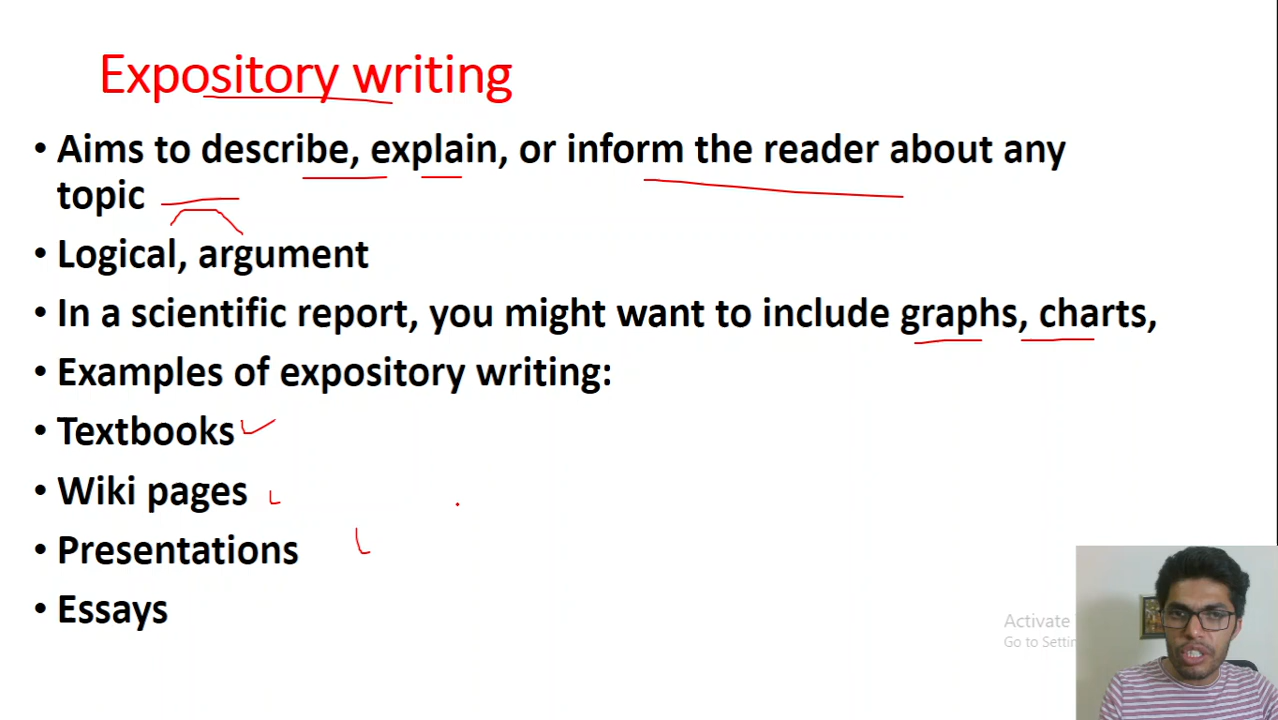 Expository writing
• Aims to describe, explain, or inform the reader about any
topic
• Logical, argument
• In a scientific report, you might want to include graphs, charts,
• Examples of expository writing:
• Textbooks
• Wiki pages
• Presentations
• Essays
Activate
Go to Settin